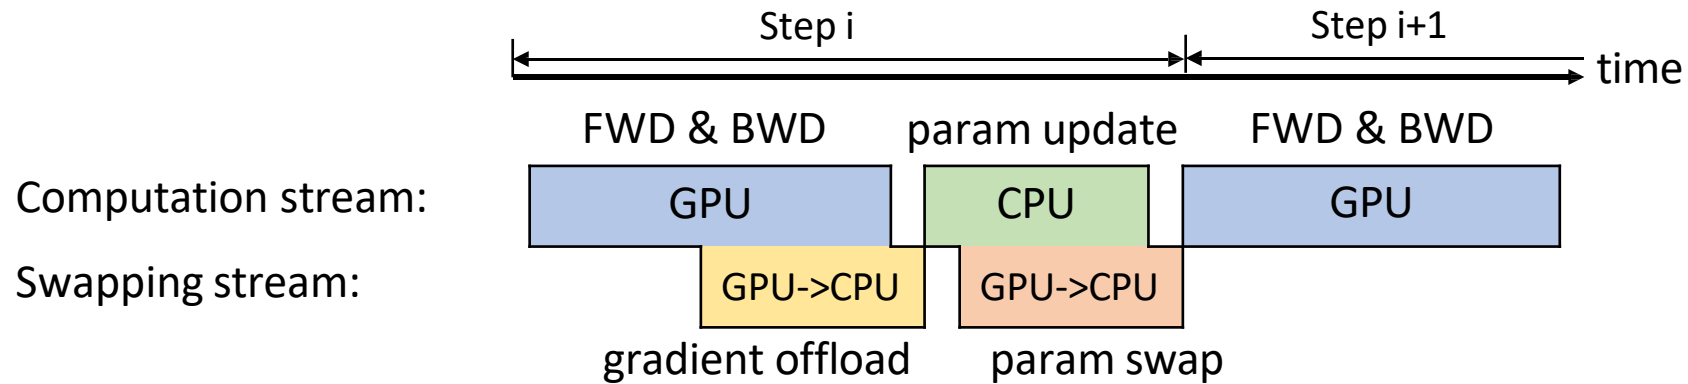 Step i
Step i+1
time
FWD & BWD
param update
FWD & BWD
Computation stream:
GPU
CPU
GPU
Swapping stream:
GPU->CPU
GPU->CPU
gradient offload
param swap